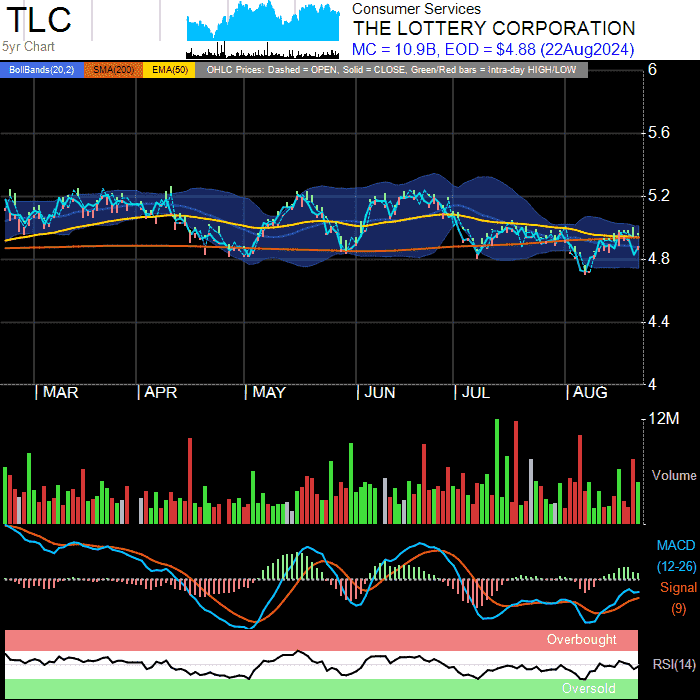 TLC
5yr Chart
Consumer Services
THE LOTTERY CORPORATION
MC = 10.9B, EOD = $4.88 (22Aug2024)
BollBands(20,2) SMA(200) EMA(50) OHLC Prices: Dashed = OPEN, Solid = CLOSE, Green/Red bars = Intra-day HIGH/LOW
6
5.6
5.2
4.8
4.4
4
| MAR | APR | MAY | JUN | JUL | AUG
12M
Volume
MACD
(12-26)
Signal
(9)
Overbought
RSI(14)
Oversold